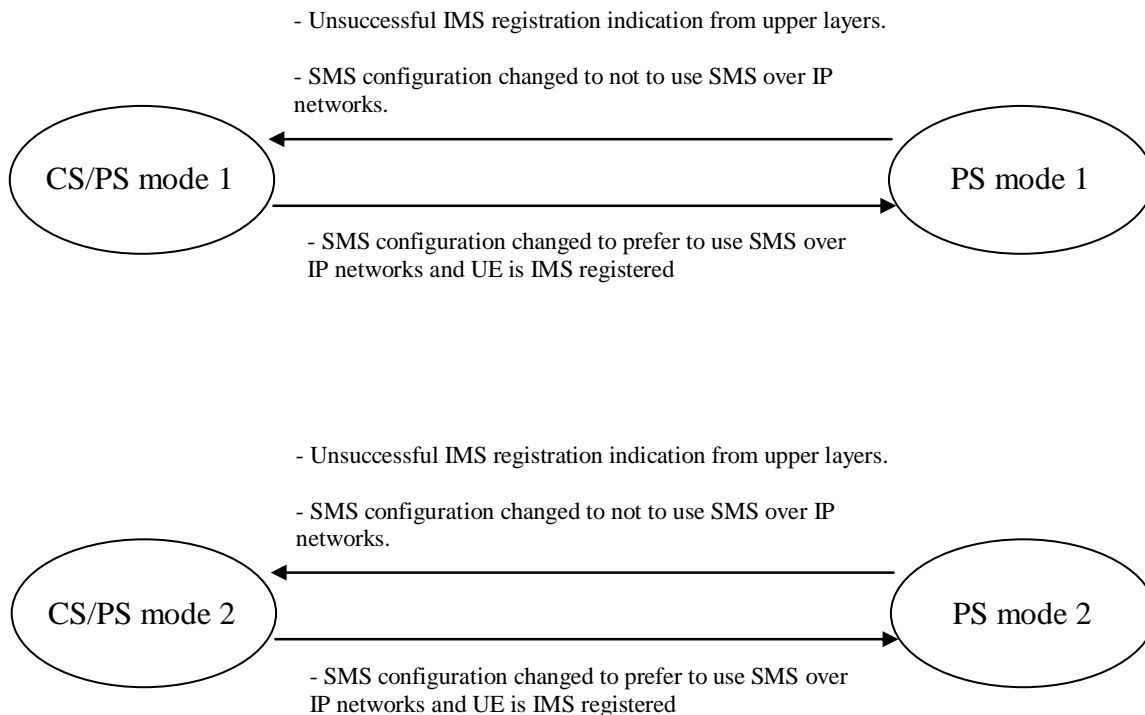 - Unsuccessful IMS registration indication from upper layers.
- SMS configuration changed to not to use SMS over IP
networks.
CS/PS mode 1
PS mode 1
- SMS configuration changed to prefer to use SMS over
IP networks and UE is IMS registered
- Unsuccessful IMS registration indication from upper layers.
- SMS configuration changed to not to use SMS over IP
networks.
CS/PS mode 2
PS mode 2
- SMS configuration changed to prefer to use SMS over
IP networks and UE is IMS registered